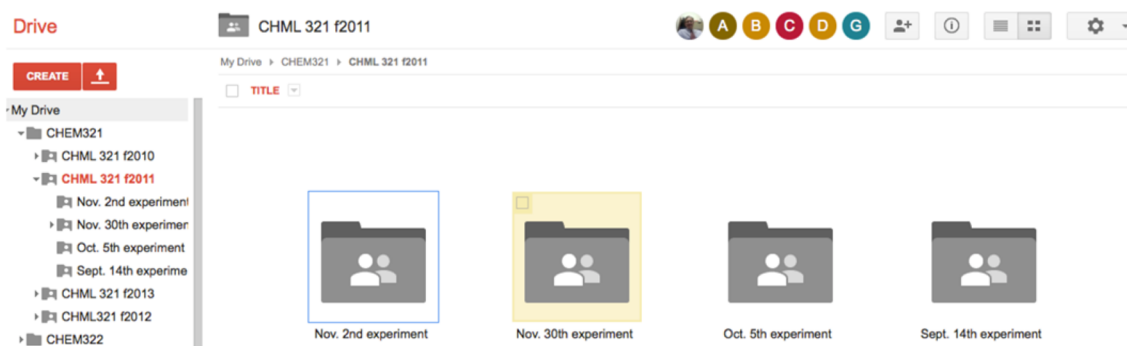 Drive
CHML 321 f2011
A B C D G
CREATE
My Drive CHEM321 CHML 321 f2011
TITLE
My Drive
CHEM321
CHML 321 f2010
CHML 321 f2011
Nov. 2nd experiment
Nov. 30th experimen
Oct. 5th experiment
Sept. 14th experime
CHML 321 f2013
CHML321 f2012
CHEM322
Nov. 2nd experiment
Nov. 30th experiment
Oct. 5th experiment
Sept. 14th experiment